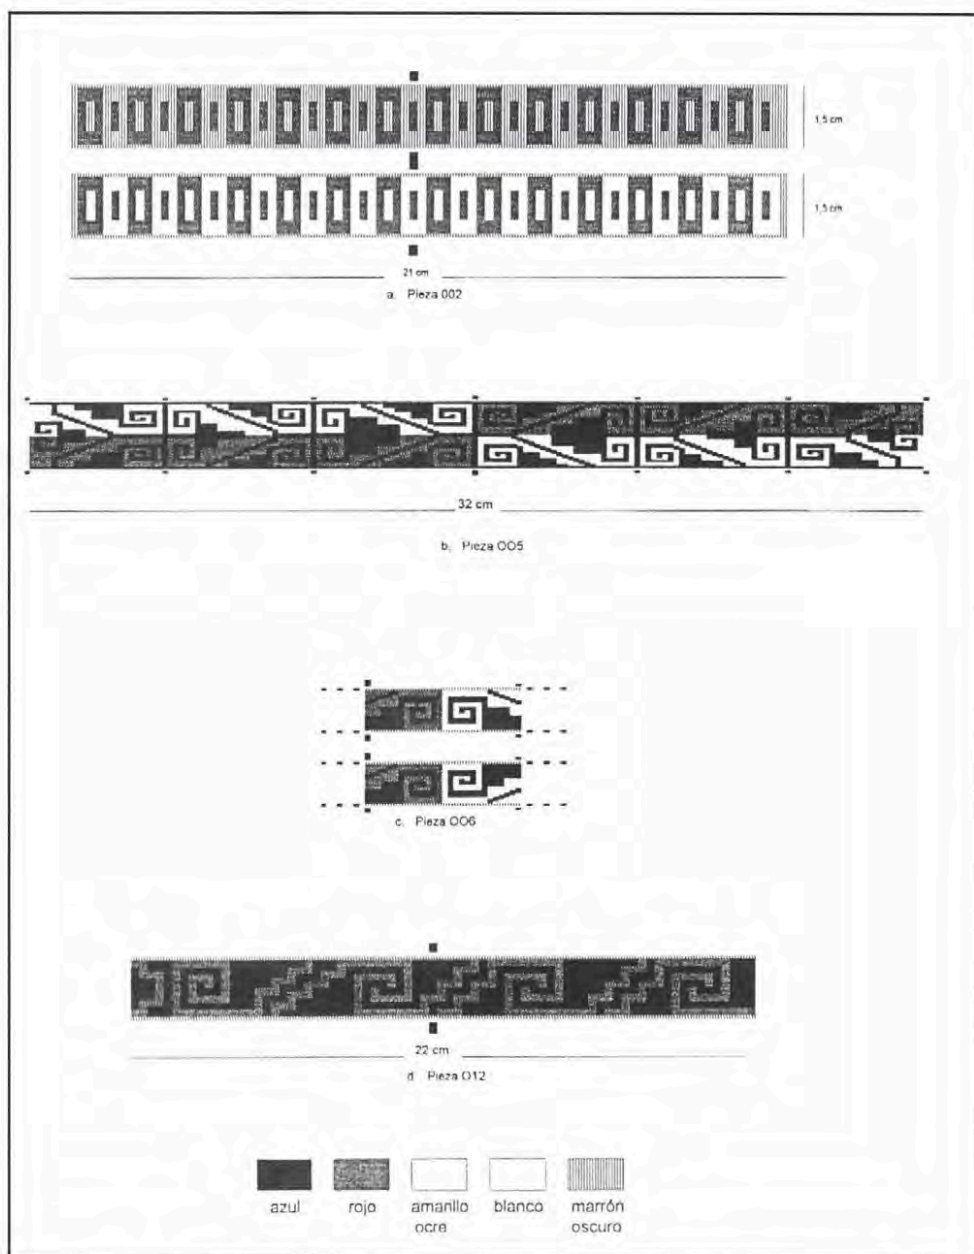 1,5 cm
1,5 cm
21 cm
a. Pieza 002
32 cm
b. Pieza OO5
c. Pieza OO6
22 cm
d. Pieza O12
azul rojo amarillo ocre blanco marrón oscuro